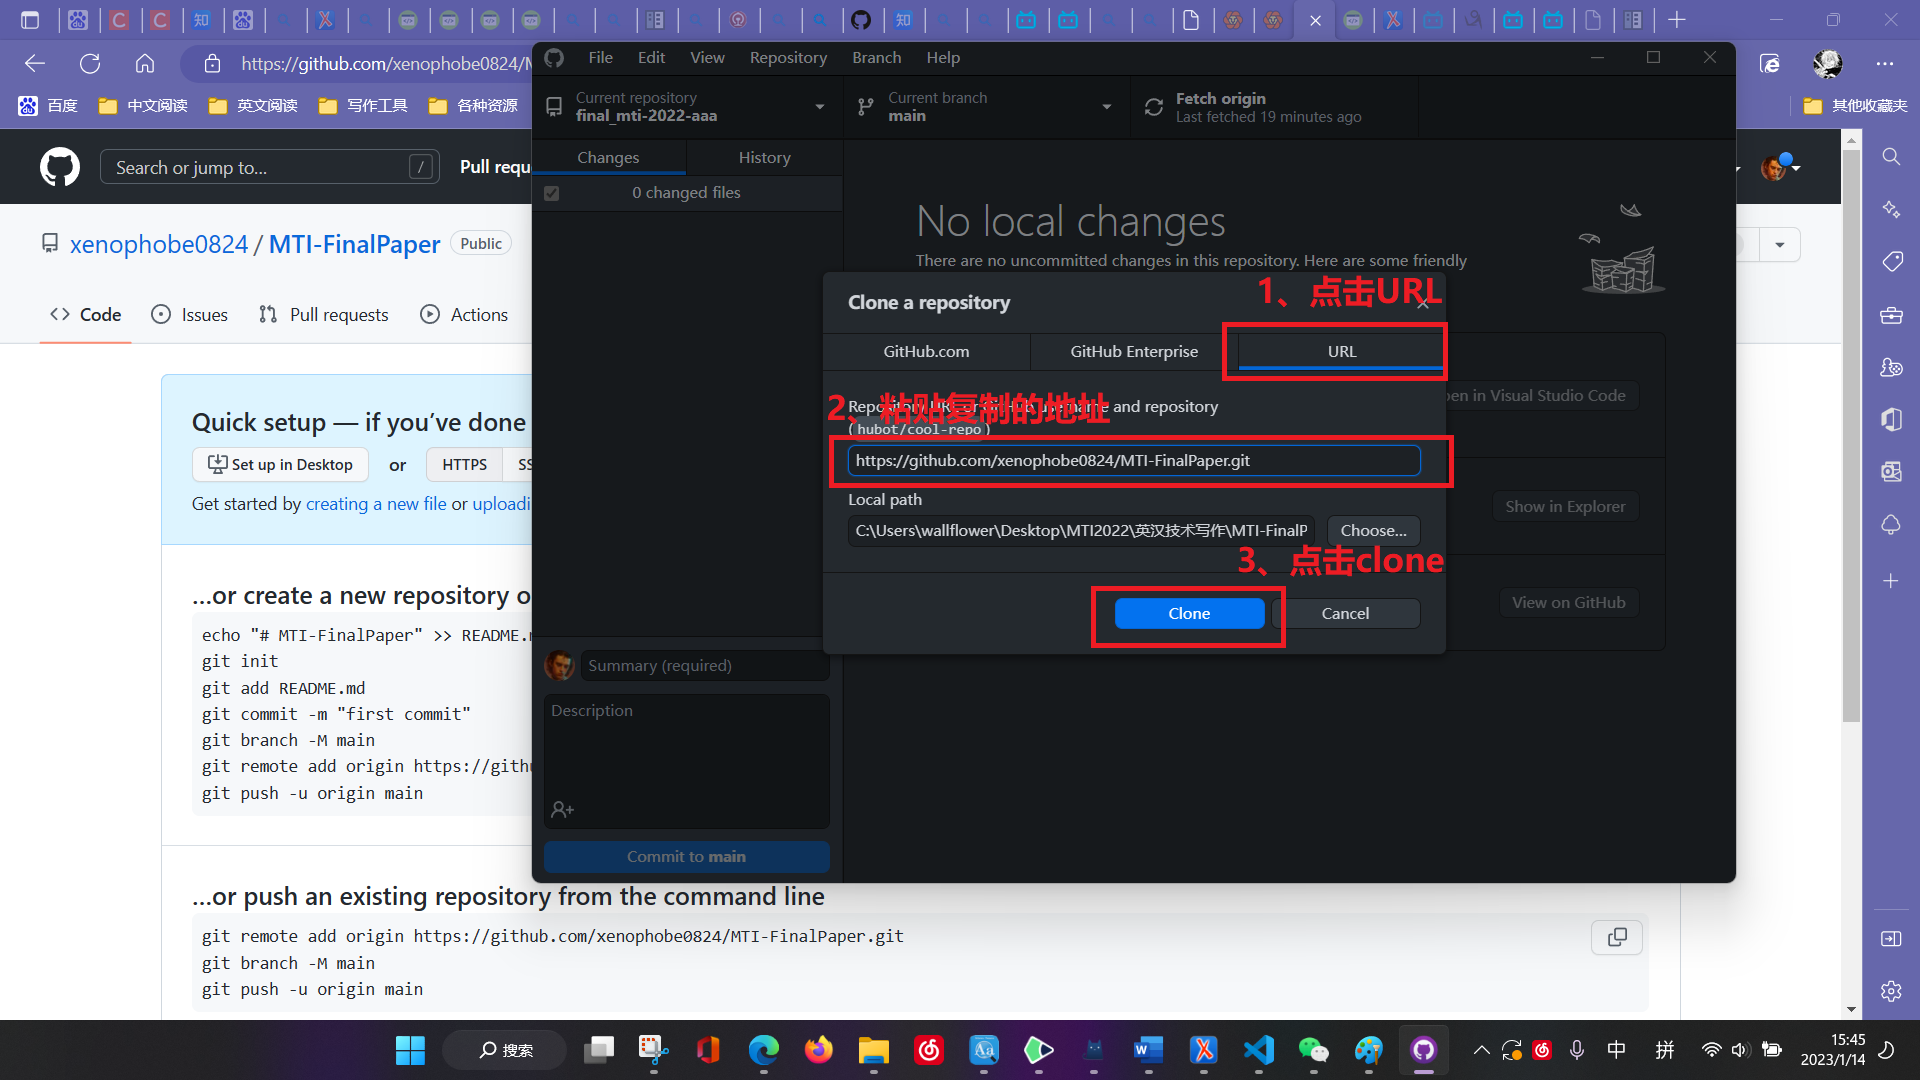 https://github.com/xenophobe0824/
百度
中文阅读
英文阅读
写作工具
各种资源
其他收藏夹
File
Edit
View
Repository
Branch
Help
Current repository
final_mti-2022-aaa
Current branch
main
Fetch origin
Last fetched 19 minutes ago
Search or jump to...
/
Pull requ
Changes
History
0 changed files
No local changes
There are no uncommitted changes in this repository. Here are some friendly
xenophobe0824 / MTI-FinalPaper
Public
Code
Issues
Pull requests
Actions
Clone a repository
1、点击URL
GitHub.com
GitHub Enterprise
URL
2、粘贴复制的地址
Repository URL or GitHub username and repository
(hubot/cool-repo)
https://github.com/xenophobe0824/MTI-FinalPaper.git
Local path
C:\Users\wallflower\Desktop\MTI2022\英汉技术写作\MTI-FinalP
Choose...
3、点击clone
Clone
Cancel
pen in Visual Studio Code
Show in Explorer
View on GitHub
Quick setup — if you’ve done
Set up in Desktop
or
HTTPS
SS
Get started by creating a new file or uploadi
...or create a new repository o
echo "# MTI-FinalPaper" >> README.
git init
git add README.md
git commit -m "first commit"
git branch -M main
git remote add origin https://gith
git push -u origin main
Summary (required)
Description
Commit to main
...or push an existing repository from the command line
git remote add origin https://github.com/xenophobe0824/MTI-FinalPaper.git
git branch -M main
git push -u origin main
搜索
中
拼
15:45
2023/1/14